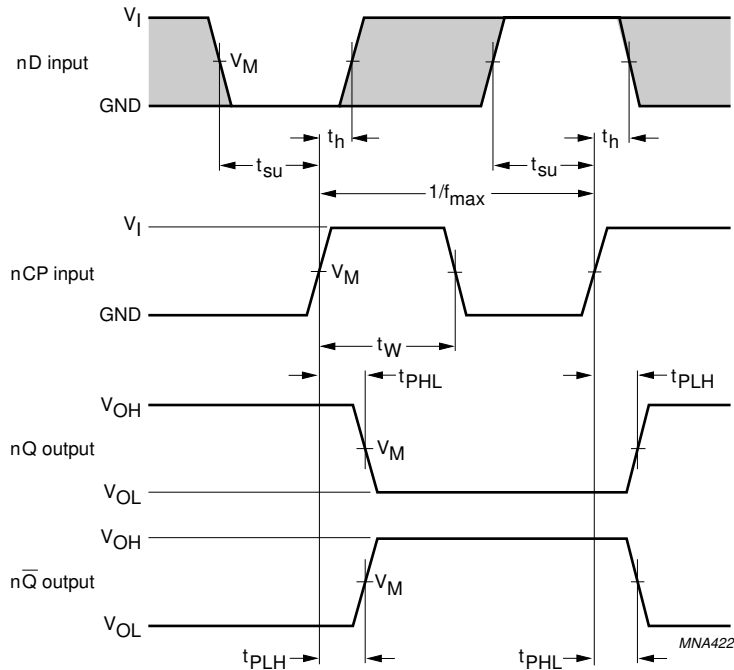 VI
nD input
VM
GND
th
th
tsu
tsu
1/fmax
VI
nCP input
VM
GND
tW
tPHL
tPLH
VOH
nQ output
VM
VOL
VOH
nQ̅ output
VM
VOL
tPLH
tPHL
MNA422